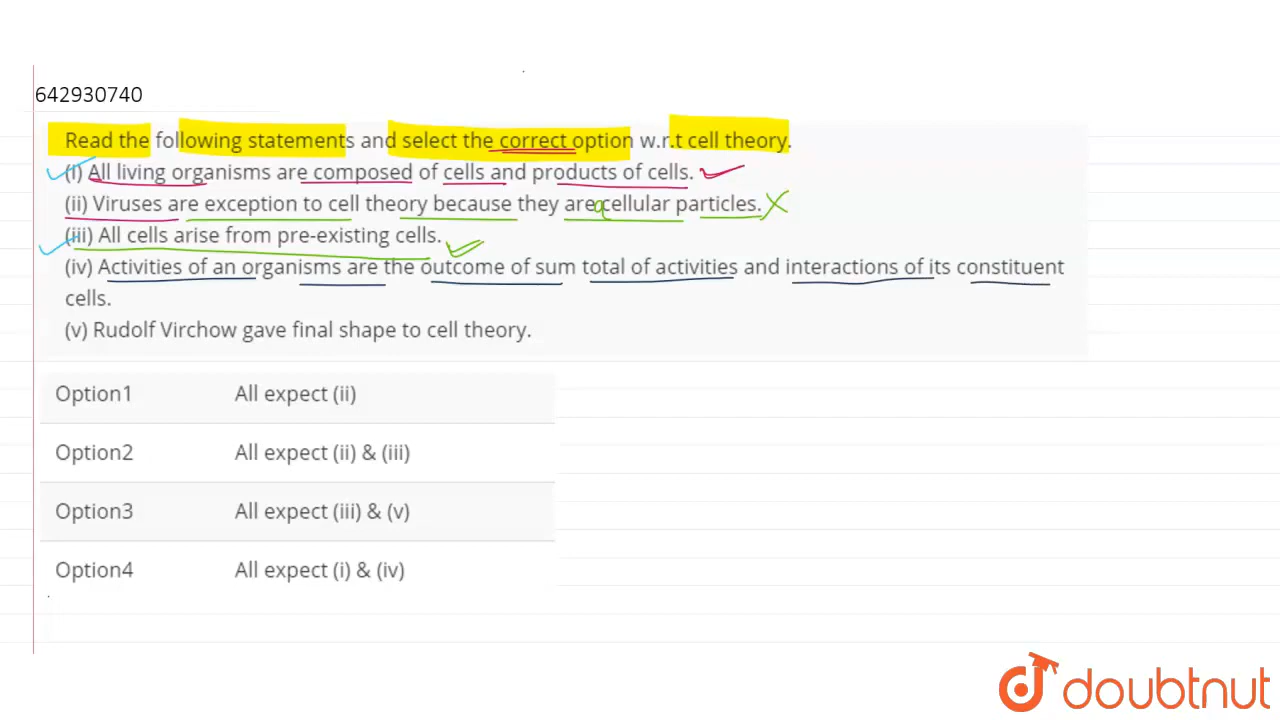 642930740
Read the following statements and select the correct option w.r.t cell theory.
(i) All living organisms are composed of cells and products of cells.
(ii) Viruses are exception to cell theory because they are acellular particles.
(iii) All cells arise from pre-existing cells.
(iv) Activities of an organisms are the outcome of sum total of activities and interactions of its constituent
cells.
(v) Rudolf Virchow gave final shape to cell theory.
Option1 All expect (ii)
Option2 All expect (ii) & (iii)
Option3 All expect (iii) & (v)
Option4 All expect (i) & (iv)
doubtnut